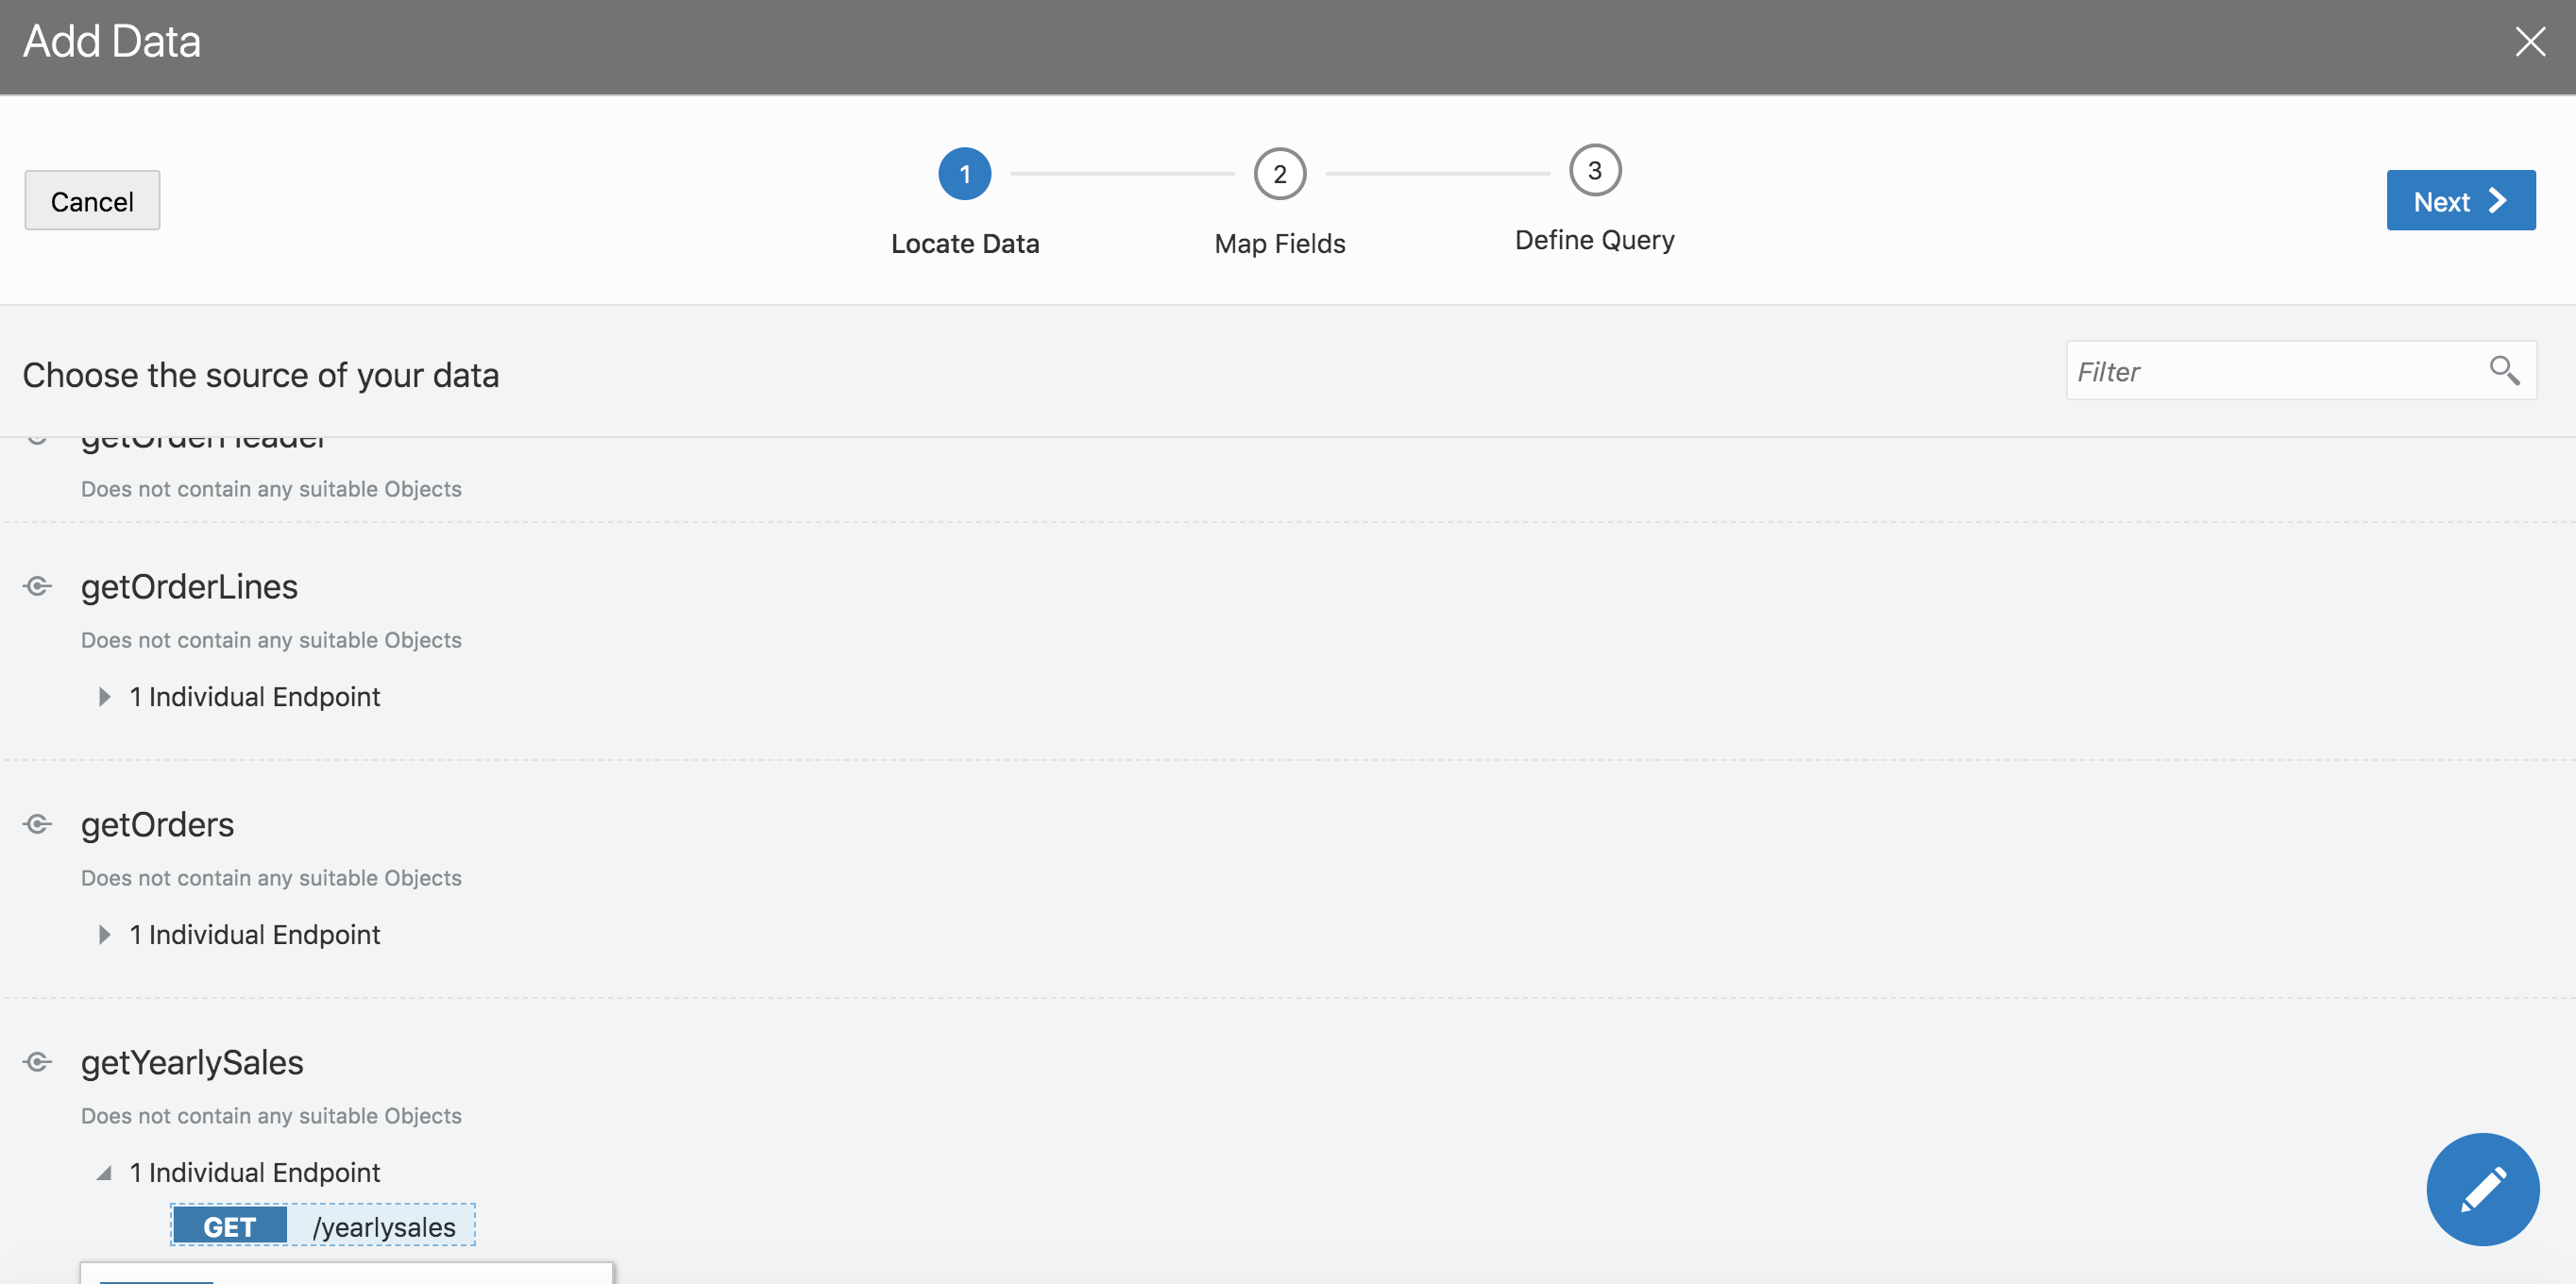 Add Data
Cancel
1
2
3
Locate Data
Map Fields
Define Query
Next
Choose the source of your data
Filter
getOrderHeader
Does not contain any suitable Objects
getOrderLines
Does not contain any suitable Objects
1 Individual Endpoint
getOrders
Does not contain any suitable Objects
1 Individual Endpoint
getYearlySales
Does not contain any suitable Objects
1 Individual Endpoint
GET /yearlysales